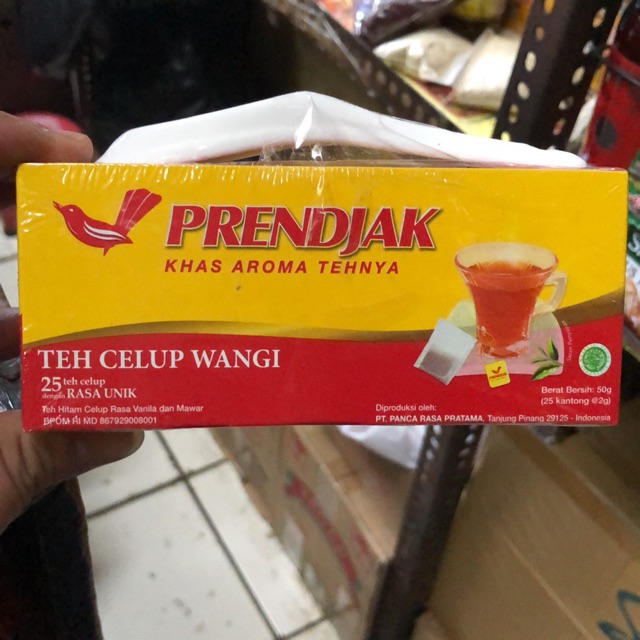 PRENDJAK
KHAS AROMA TEHNYA
TEH CELUP WANGI
25 teh celup
dengan RASA UNIK
Teh Hitam Celup Rasa Vanila dan Mawar
BPOM RI MD 867929008001
Berat Bersih: 50g
(25 kantong @2g)
Diproduksi oleh:
PT. PANCA RASA PRATAMA, Tanjung Pinang 29125 - Indonesia